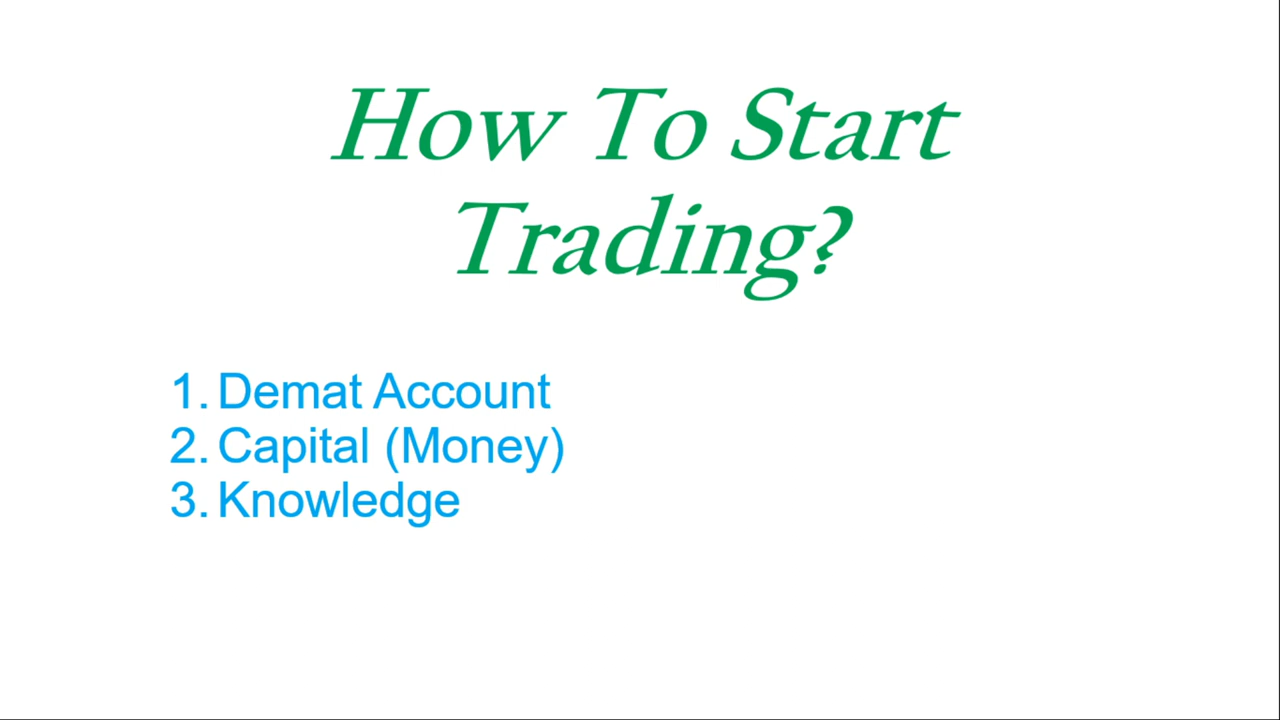 How To Start
Trading?
1. Demat Account
2. Capital (Money)
3. Knowledge